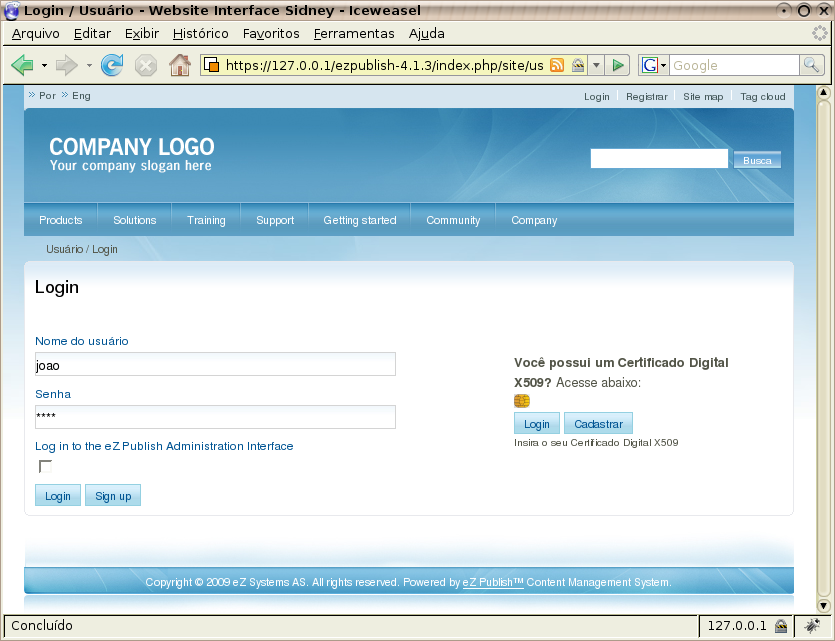 Login / Usuário - Website Interface Sidney - Iceweasel
Arquivo Editar Exibir Histórico Favoritos Ferramentas Ajuda
https://127.0.0.1/ezpublish-4.1.3/index.php/site/us G Google
Por Eng Login Registrar Site map Tag cloud
COMPANY LOGO
Your company slogan here
Busca
Products Solutions Training Support Getting started Community Company
Usuário / Login
Login
Nome do usuário
joao
Senha
****
Log in to the eZ Publish Administration Interface
Login Sign up
Você possui um Certificado Digital
X509? Acesse abaixo:
Login Cadastrar
Insira o seu Certificado Digital X509
Copyright © 2009 eZ Systems AS. All rights reserved. Powered by eZ Publish™ Content Management System.
Concluído 127.0.0.1